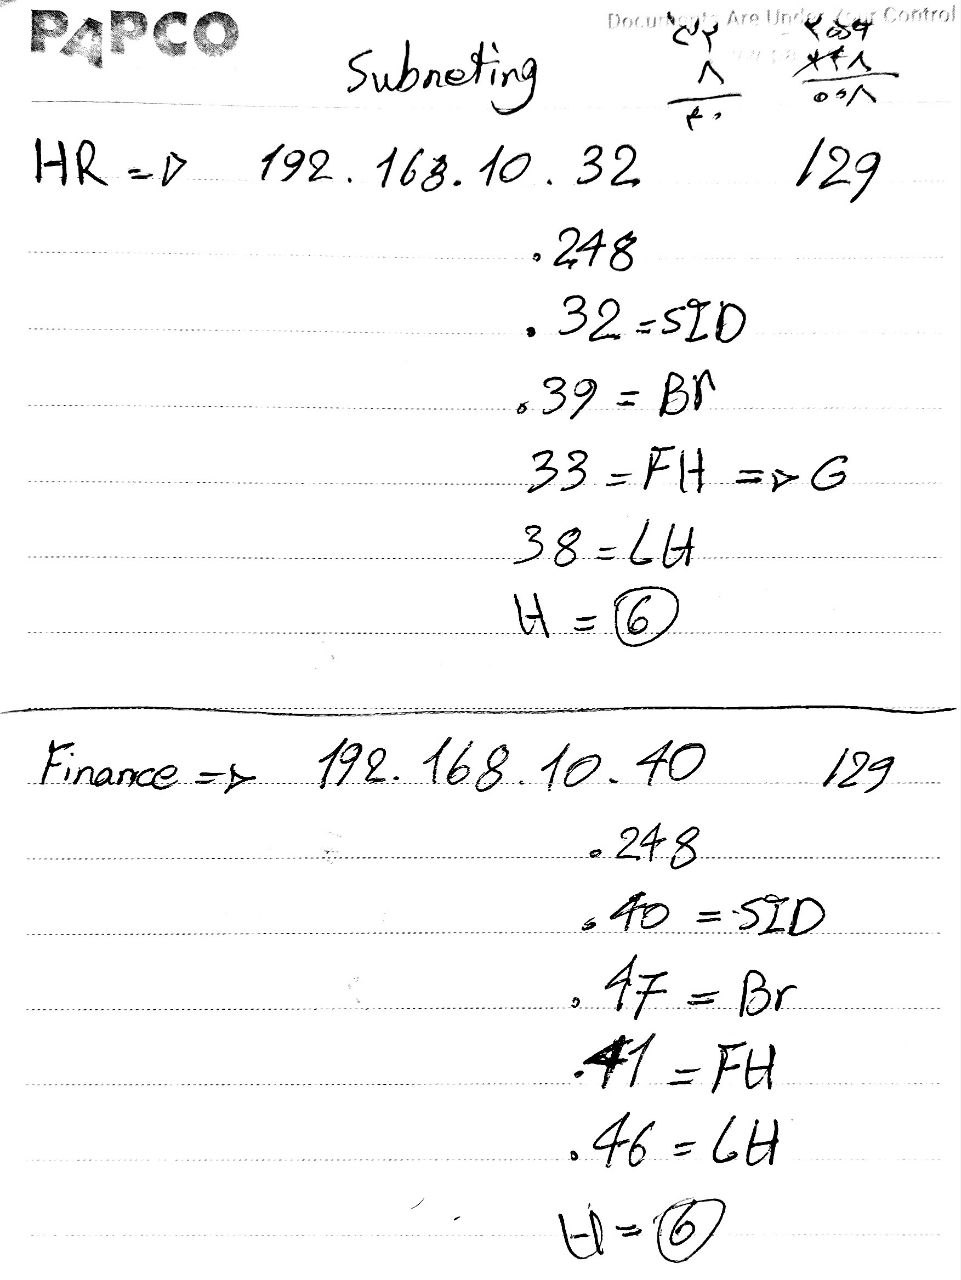 PAPCO
Documents Are Under Your Control
Subneting
۳۲
۸
۴۰
۲۵۶
۲۴۸
۰۰۸
HR => 192.168.10.32 /29
.248
.32 = SID
.39 = Br
33 = FH => G
38 = LH
H = 6
Finance => 192.168.10.40 /29
.248
.40 = SID
.47 = Br
.41 = FH
.46 = LH
H = 6